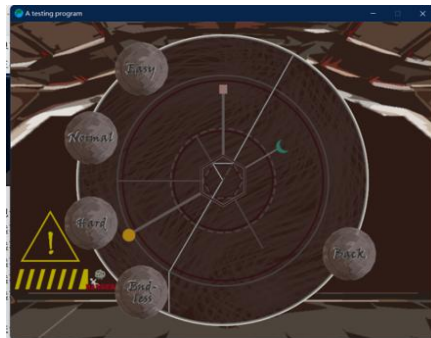 A testing program
Easy
Normal
Hard
End-
less
Back
!